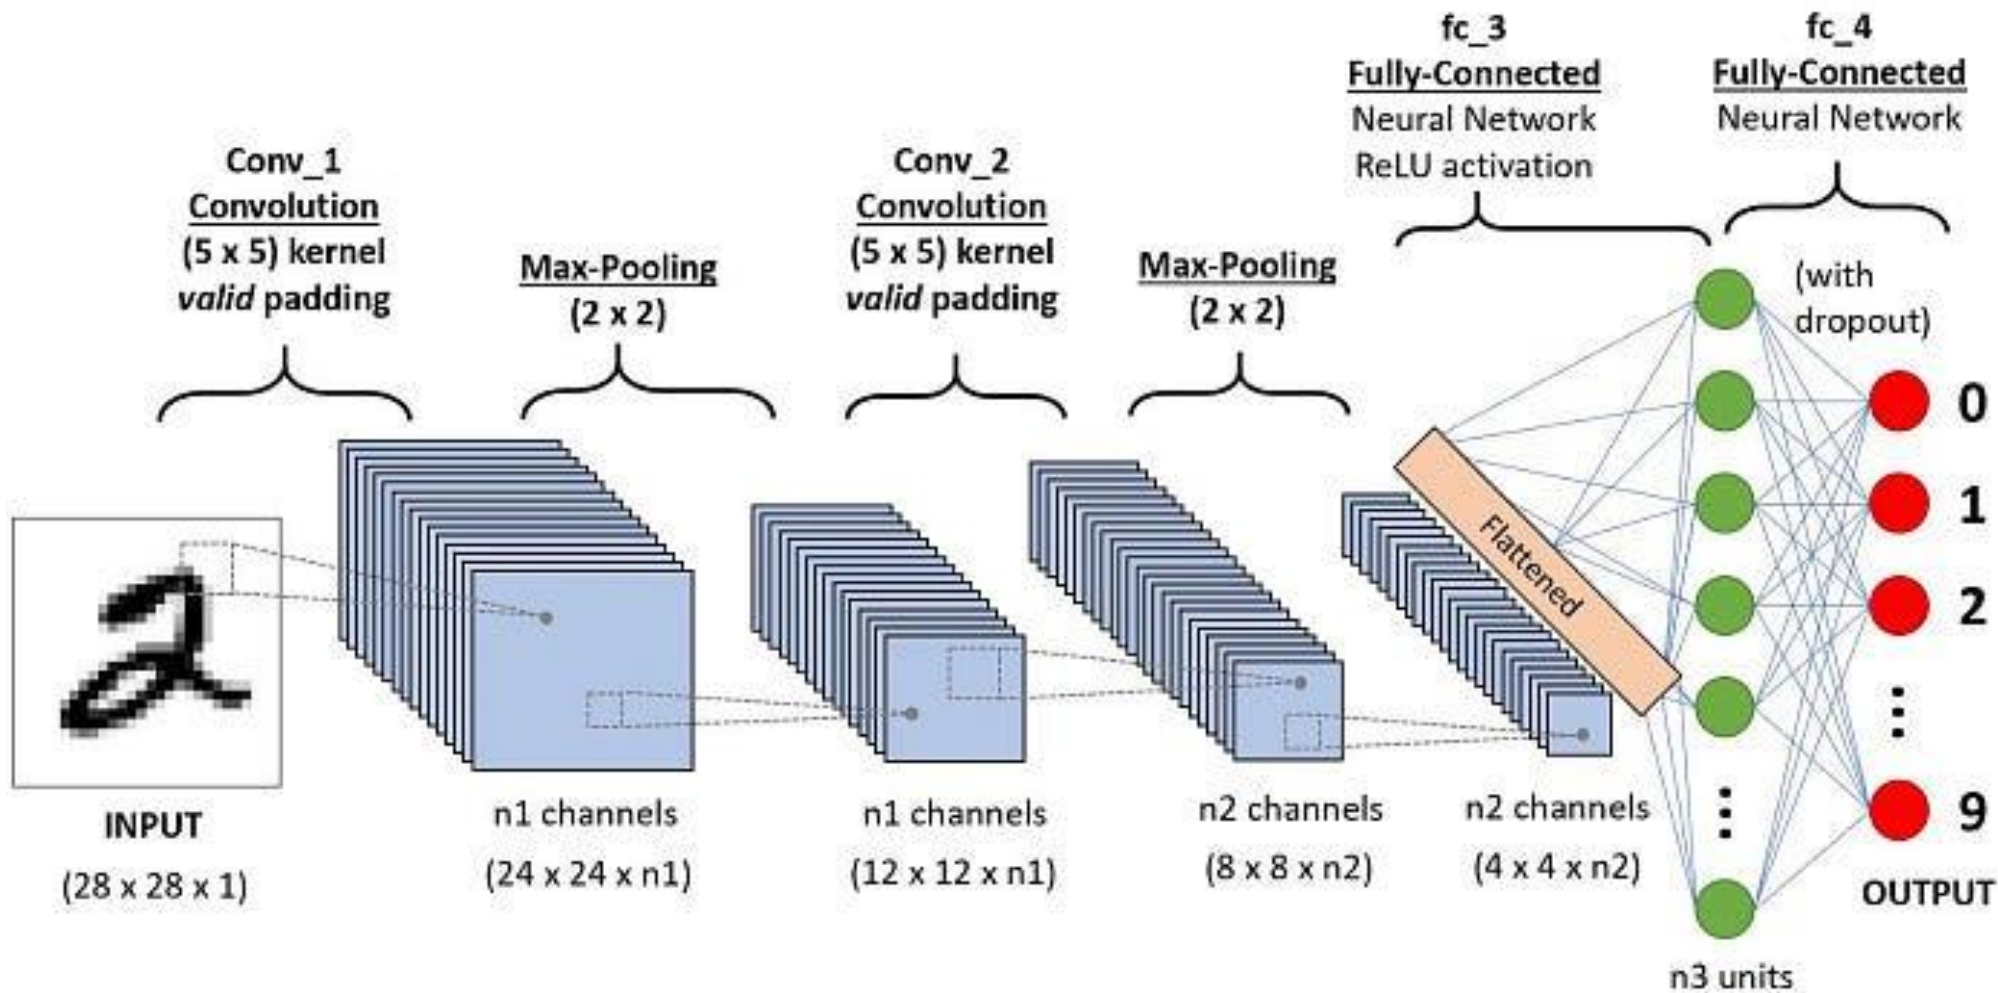 Conv_1
Convolution
(5 x 5) kernel
valid padding
Max-Pooling
(2 x 2)
Conv_2
Convolution
(5 x 5) kernel
valid padding
Max-Pooling
(2 x 2)
fc_3
Fully-Connected
Neural Network
ReLU activation
fc_4
Fully-Connected
Neural Network
(with
dropout)
Flattened
0
1
2
9
INPUT
(28 x 28 x 1)
n1 channels
(24 x 24 x n1)
n1 channels
(12 x 12 x n1)
n2 channels
(8 x 8 x n2)
n2 channels
(4 x 4 x n2)
n3 units
OUTPUT